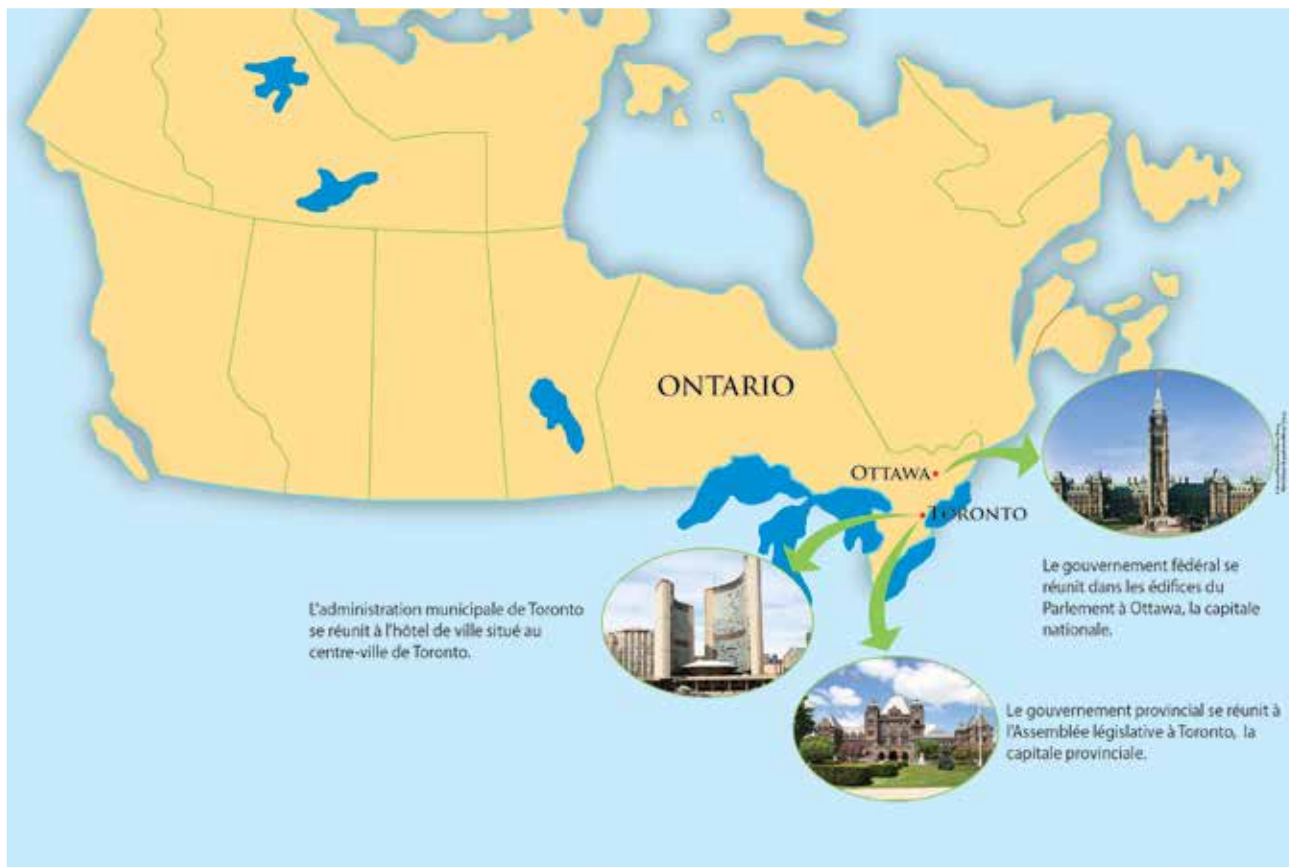 ONTARIO
OTTAWA
TORONTO
Le gouvernement fédéral se
réunit dans les édifices du
Parlement à Ottawa, la capitale
nationale.
L'administration municipale de Toronto
se réunit à l'hôtel de ville situé au
centre-ville de Toronto.
Le gouvernement provincial se réunit à
l'Assemblée législative à Toronto, la
capitale provinciale.